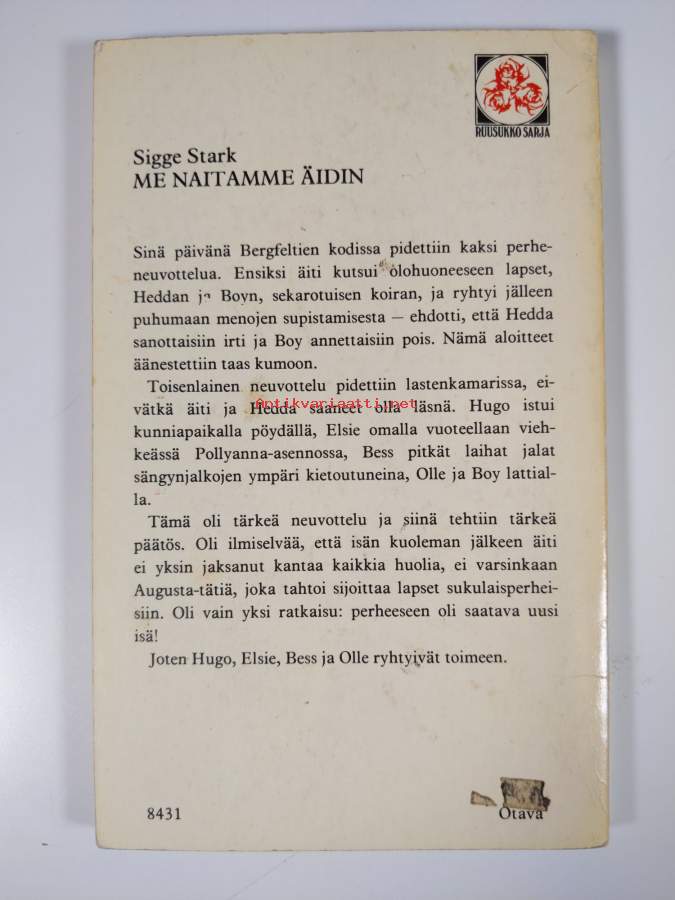 RUUSUKKO SARJA
Sigge Stark
ME NAITAMME ÄIDIN
Sinä päivänä Bergfeltien kodissa pidettiin kaksi perhe-
neuvottelua. Ensiksi äiti kutsui olohuoneeseen lapset,
Heddan ja Boyn, sekarotuisen koiran, ja ryhtyi jälleen
puhumaan menojen supistamisesta — ehdotti, että Hedda
sanottaisiin irti ja Boy annettaisiin pois. Nämä aloitteet
äänestettiin taas kumoon.
Toisenlainen neuvottelu pidettiin lastenkamarissa, ei-
Antikvariaatti.net
vätkä äiti ja Hedda saaneet olla läsnä. Hugo istui
kunniapaikalla pöydällä, Elsie omalla vuoteellaan vieh-
keässä Pollyanna-asennossa, Bess pitkät laihat jalat
sängynjalkojen ympäri kietoutuneina, Olle ja Boy lattial-
la.
Tämä oli tärkeä neuvottelu ja siinä tehtiin tärkeä
päätös. Oli ilmiselvää, että isän kuoleman jälkeen äiti
ei yksin jaksanut kantaa kaikkia huolia, ei varsinkaan
Augusta-tätiä, joka tahtoi sijoittaa lapset sukulaisperhei-
siin. Oli vain yksi ratkaisu: perheeseen oli saatava uusi
isä!
Joten Hugo, Elsie, Bess ja Olle ryhtyivät toimeen.
8431
Otava